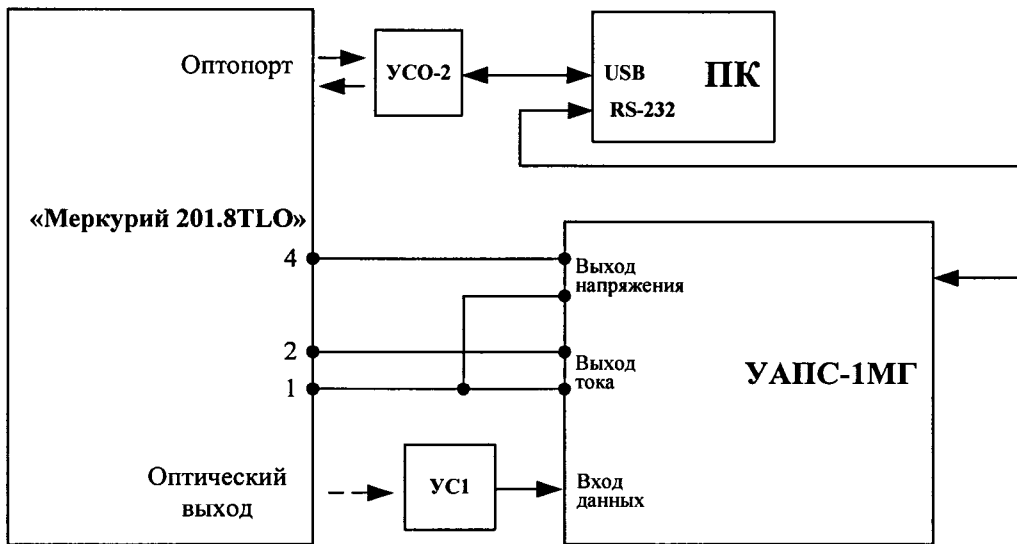 Оптопорт
УСО-2
USB
ПК
RS-232
«Меркурий 201.8TLO»
4
Выход
напряжения
2
Выход
тока
1
УАПС-1МГ
Оптический
выход
УС1
Вход
данных